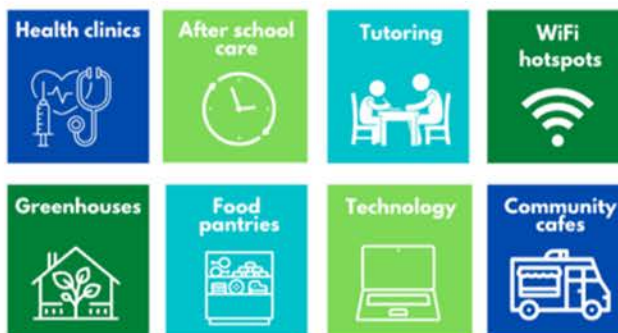 Health clinics
After school
care
Tutoring
WiFi
hotspots
Greenhouses
Food
pantries
Technology
Community
cafes